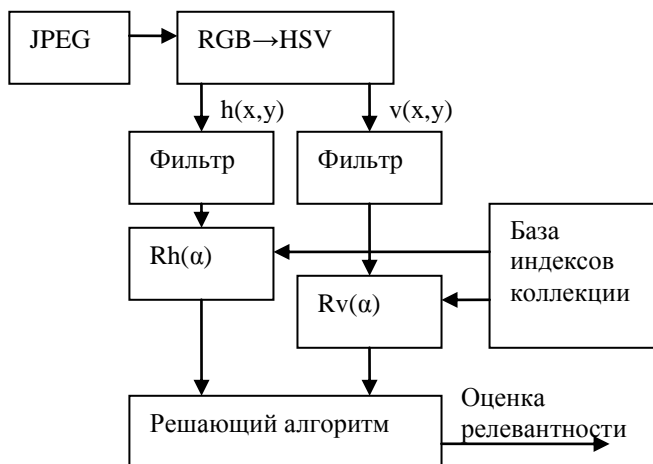 JPEG
RGB→HSV
h(x,y)
v(x,y)
Фильтр
Фильтр
Rh(α)
База
индексов
коллекции
Rv(α)
Решающий алгоритм
Оценка
релевантности